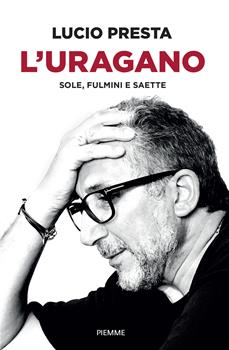 LUCIO PRESTA
L'URAGANO
SOLE, FULMINI E SAETTE
PIEMME